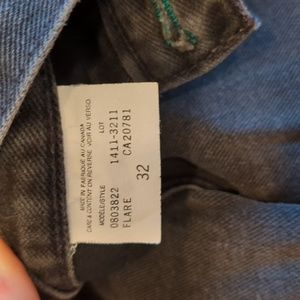 MADE IN/FABRIQUE AU CANADA
CARE & CONTENT ON REVERSE VOIR AU VERSO
MODELE/STYLE LOT
0803822 1411-3211
FLARE CA20781
32